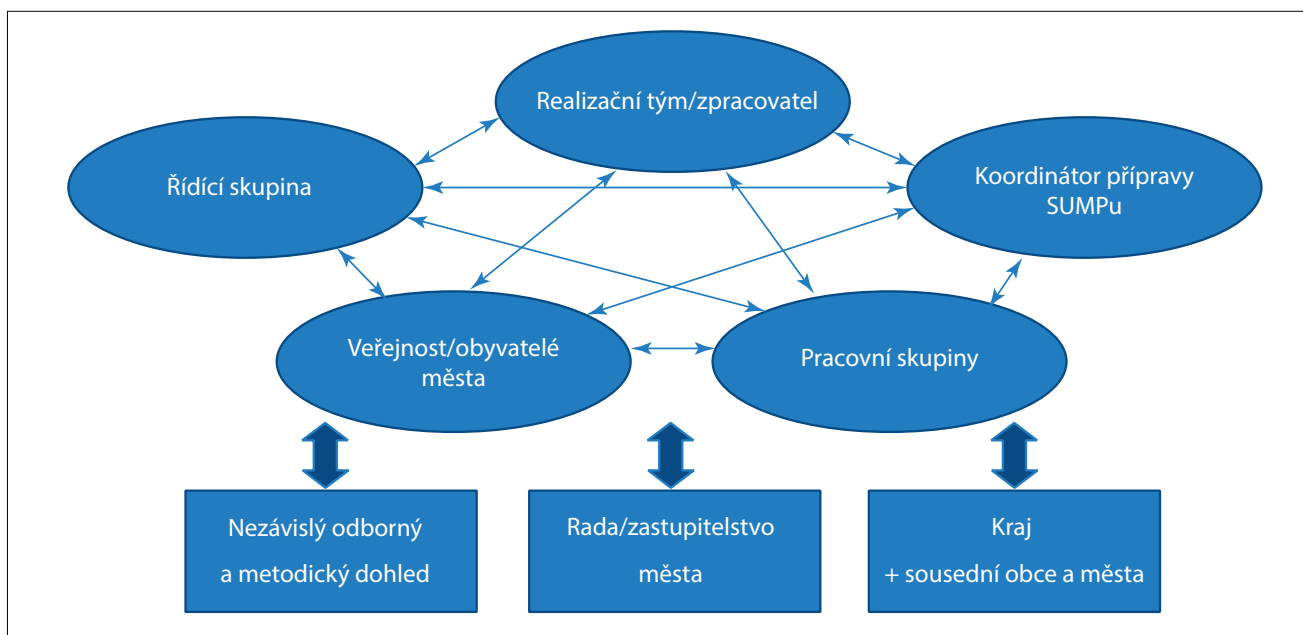 Realizační tým/zpracovatel
Řídící skupina
Koordinátor přípravy
SUMPu
Veřejnost/obyvatelé
města
Pracovní skupiny
Nezávislý odborný
a metodický dohled
Rada/zastupitelstvo
města
Kraj
+ sousední obce a města